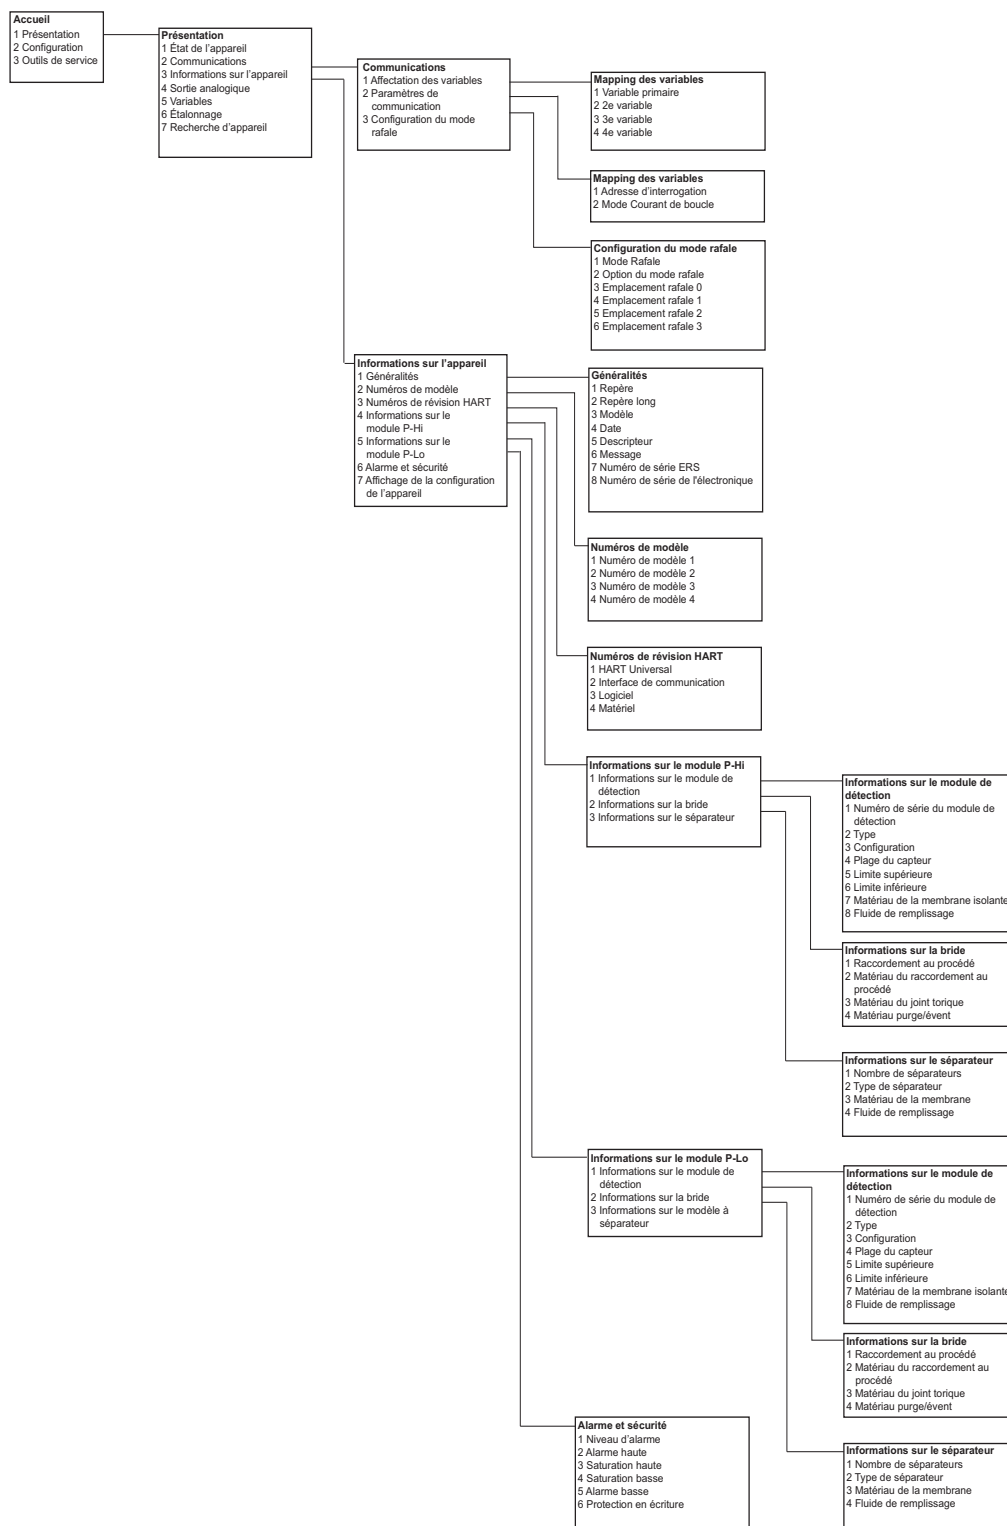 Accueil
1 Présentation
2 Configuration
3 Outils de service
Présentation
1 État de l'appareil
2 Communications
3 Informations sur l'appareil
4 Sortie analogique
5 Variables
6 Étalonnage
7 Recherche d'appareil
Communications
1 Affectation des variables
2 Paramètres de
communication
3 Configuration du mode
rafale
Mapping des variables
1 Variable primaire
2 2e variable
3 3e variable
4 4e variable
Mapping des variables
1 Adresse d'interrogation
2 Mode Courant de boucle
Configuration du mode rafale
1 Mode Rafale
2 Option du mode rafale
3 Emplacement rafale 0
4 Emplacement rafale 1
5 Emplacement rafale 2
6 Emplacement rafale 3
Informations sur l'appareil
1 Généralités
2 Numéros de modèle
3 Numéros de révision HART
4 Informations sur le
module P-Hi
5 Informations sur le
module P-Lo
6 Alarme et sécurité
7 Affichage de la configuration
de l'appareil
Généralités
1 Repère
2 Repère long
3 Modèle
4 Date
5 Descripteur
6 Message
7 Numéro de série ERS
8 Numéro de série de l'électronique
Numéros de modèle
1 Numéro de modèle 1
2 Numéro de modèle 2
3 Numéro de modèle 3
4 Numéro de modèle 4
Numéros de révision HART
1 HART Universal
2 Interface de communication
3 Logiciel
4 Matériel
Informations sur le module P-Hi
1 Informations sur le module de
détection
2 Informations sur la bride
3 Informations sur le séparateur
Informations sur le module de
détection
1 Numéro de série du module de
détection
2 Type
3 Configuration
4 Plage du capteur
5 Limite supérieure
6 Limite inférieure
7 Matériau de la membrane isolante
8 Fluide de remplissage
Informations sur la bride
1 Raccordement au procédé
2 Matériau du raccordement au
procédé
3 Matériau du joint torique
4 Matériau purge/évent
Informations sur le séparateur
1 Nombre de séparateurs
2 Type de séparateur
3 Matériau de la membrane
4 Fluide de remplissage
Informations sur le module P-Lo
1 Informations sur le module de
détection
2 Informations sur la bride
3 Informations sur le modèle à
séparateur
Informations sur le module de
détection
1 Numéro de série du module de
détection
2 Type
3 Configuration
4 Plage du capteur
5 Limite supérieure
6 Limite inférieure
7 Matériau de la membrane isolante
8 Fluide de remplissage
Informations sur la bride
1 Raccordement au procédé
2 Matériau du raccordement au
procédé
3 Matériau du joint torique
4 Matériau purge/évent
Alarme et sécurité
1 Niveau d'alarme
2 Alarme haute
3 Saturation haute
4 Saturation basse
5 Alarme basse
6 Protection en écriture
Informations sur le séparateur
1 Nombre de séparateurs
2 Type de séparateur
3 Matériau de la membrane
4 Fluide de remplissage